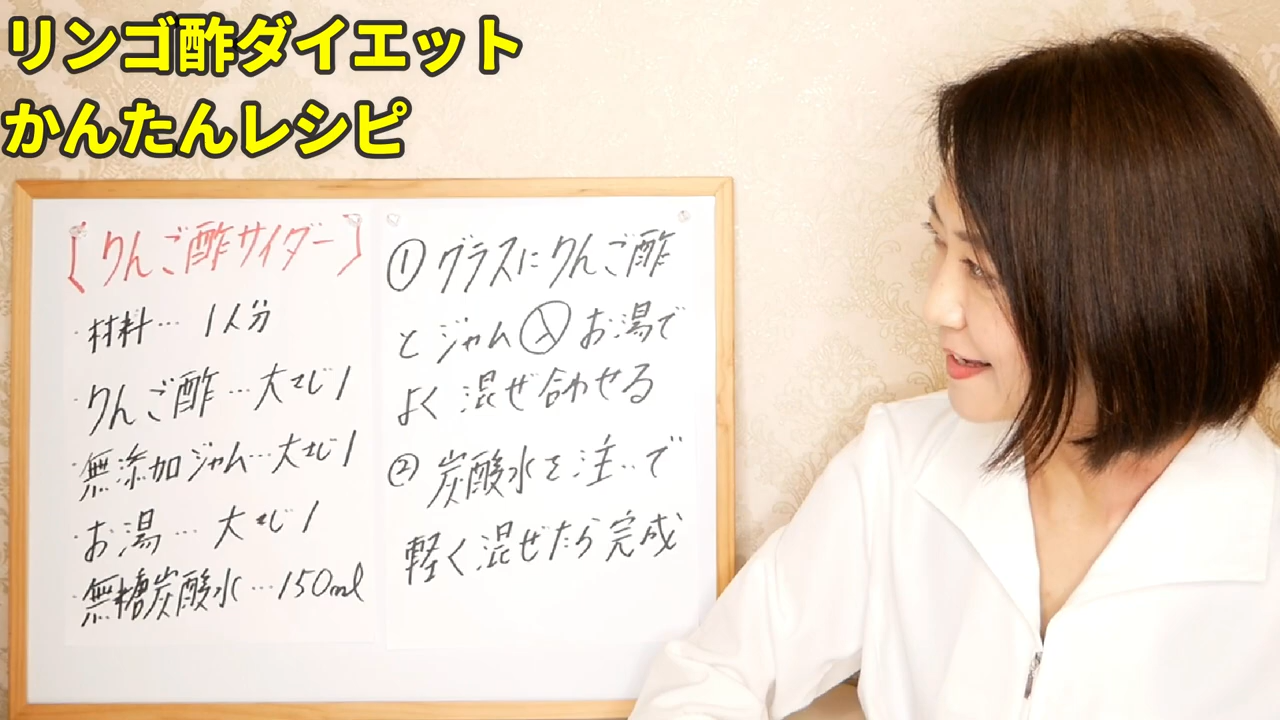 リンゴ酢ダイエット
かんたんレシピ
【りんご酢サイダー】
・材料… 1人分
・りんご酢…大さじ1
・無添加ジャム…大さじ1
・お湯…大さじ1
・無糖炭酸水…150ml
①グラスにりんご酢
とジャム入お湯で
よく混ぜ合わせる
②炭酸水を注いで
軽く混ぜたら完成